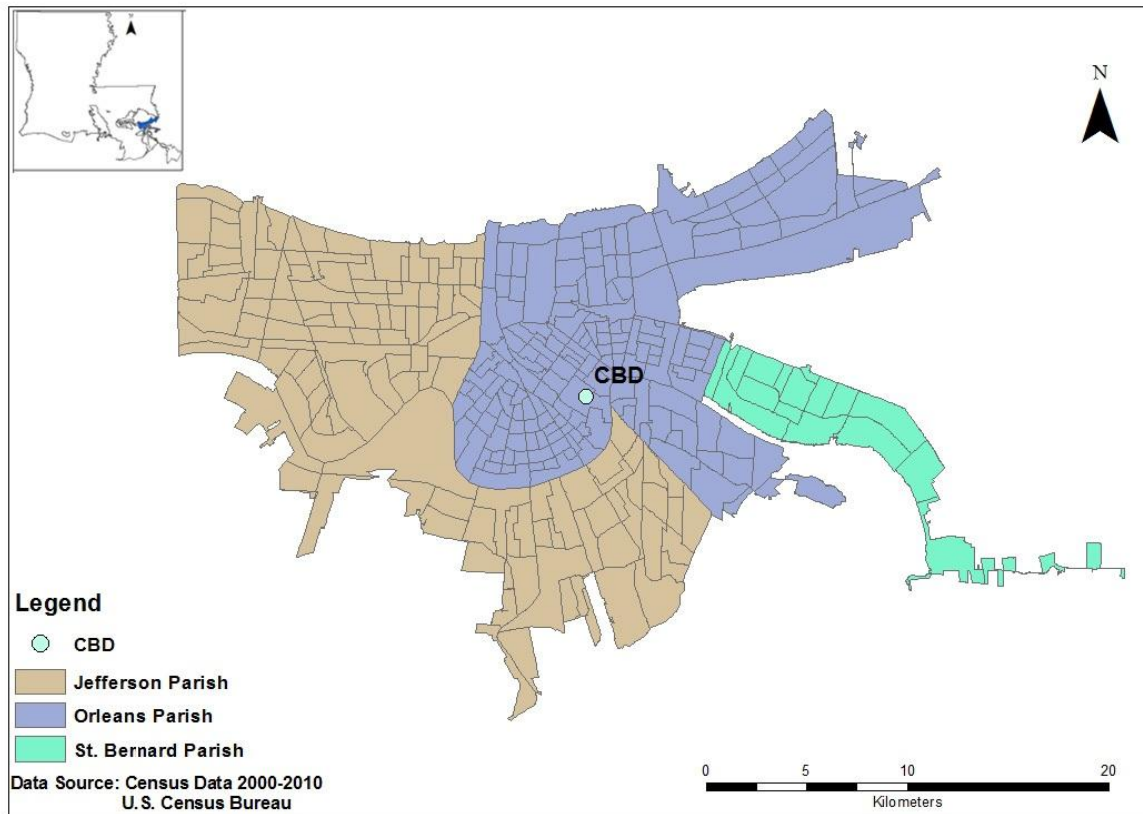 N
CBD
Legend
CBD
Jefferson Parish
Orleans Parish
St. Bernard Parish
Data Source: Census Data 2000-2010
U.S. Census Bureau
0 5 10 20
Kilometers